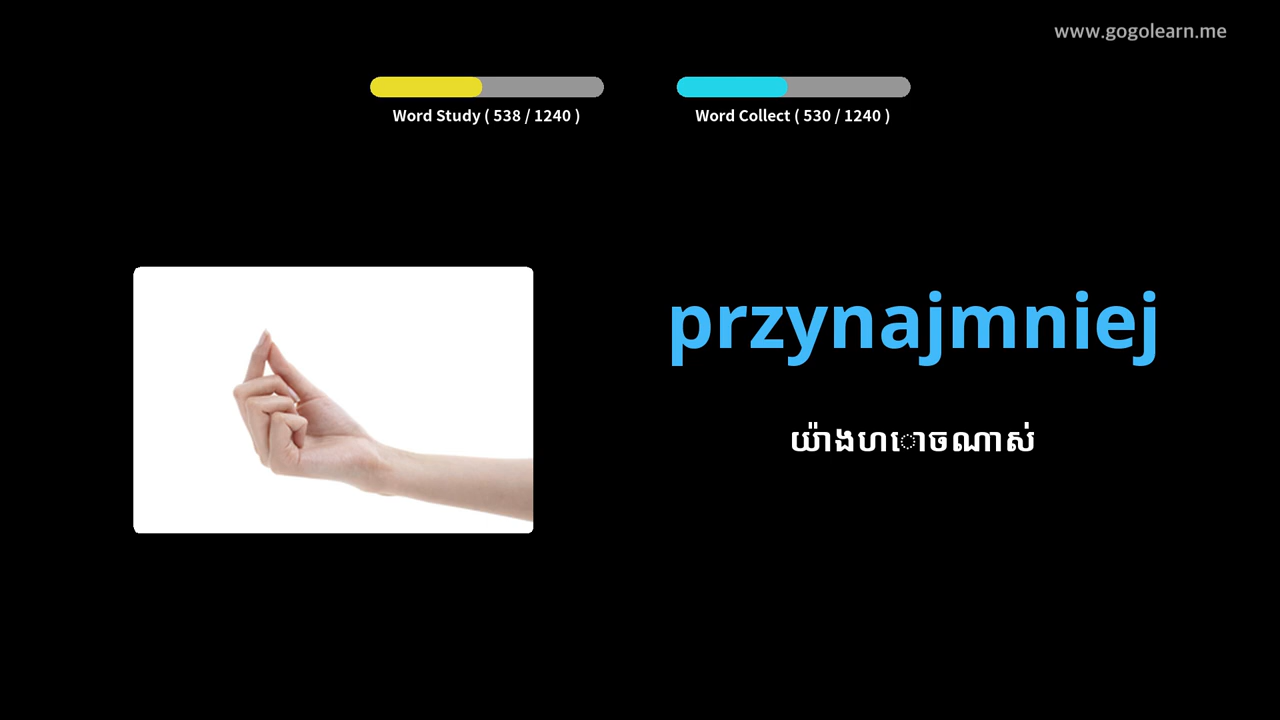 www.gogolearn.me
Word Study ( 538 / 1240 )
Word Collect ( 530 / 1240 )
przynajmniej
យ៉ាងហ​ោចណាស់